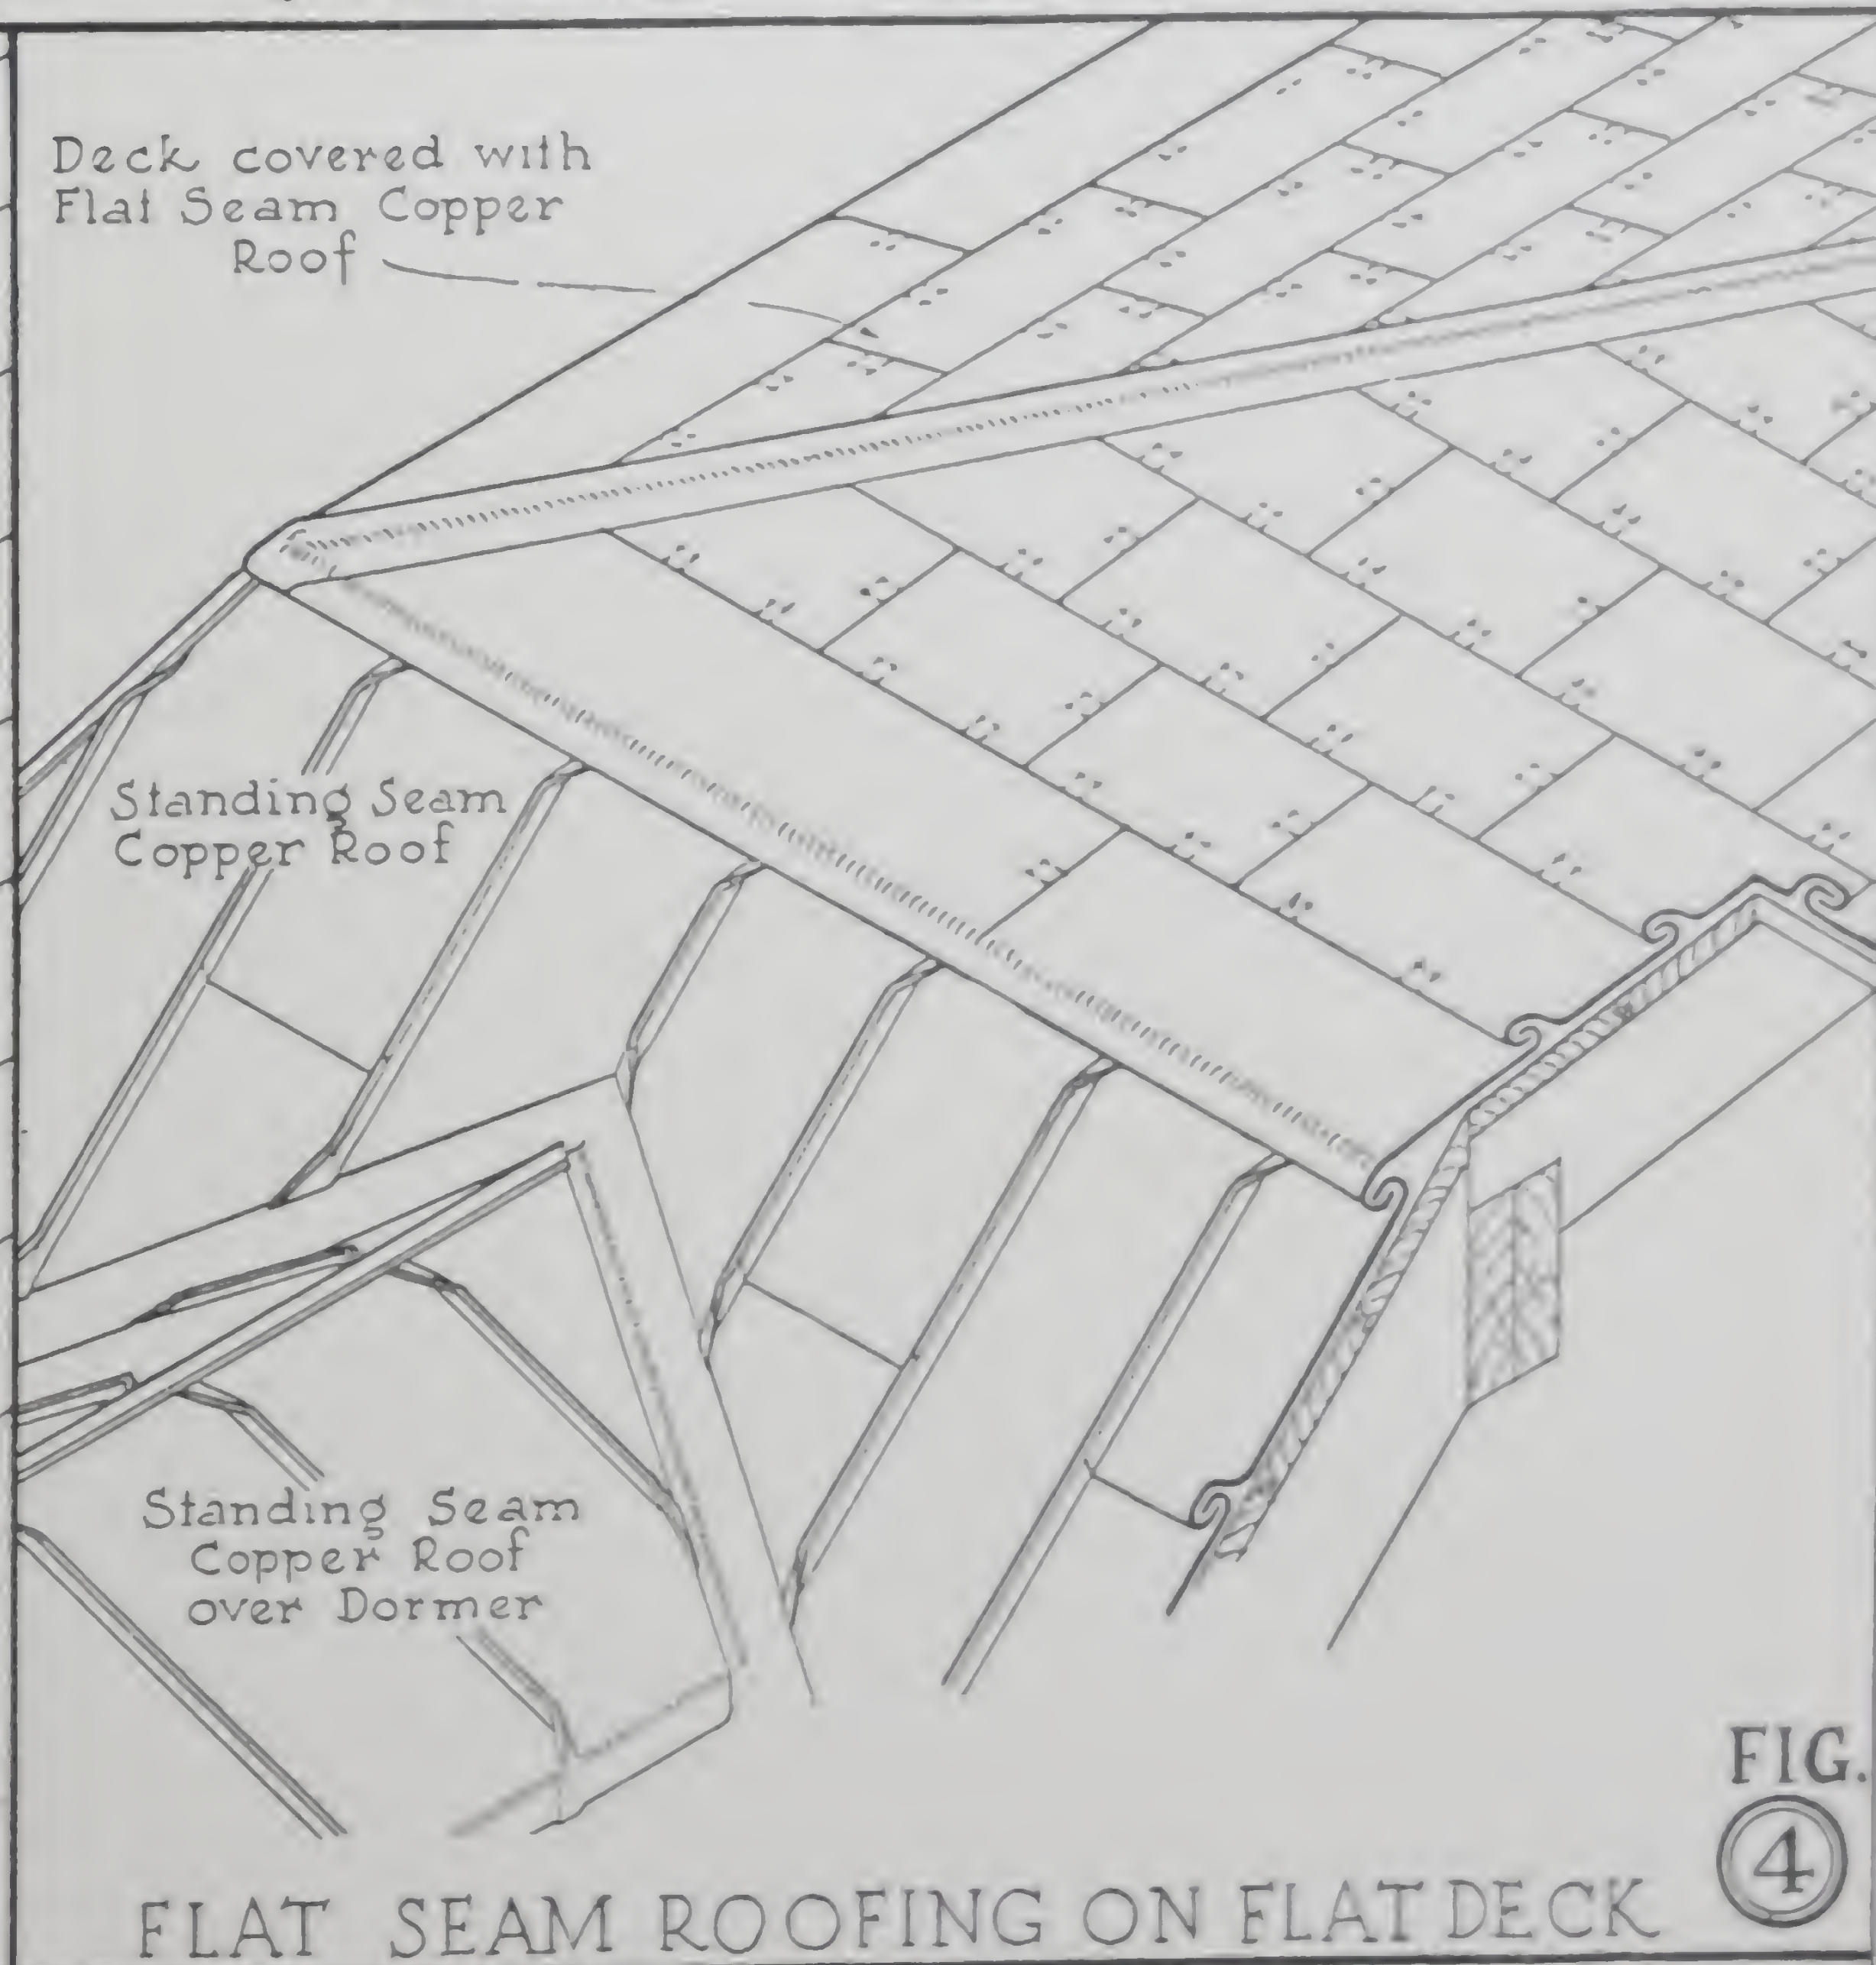 Deck covered with
Flat Seam Copper
Roof
Standing Seam
Copper Roof
Standing Seam
Copper Roof
over Dormer
FIG.
4
FLAT SEAM ROOFING ON FLAT DECK